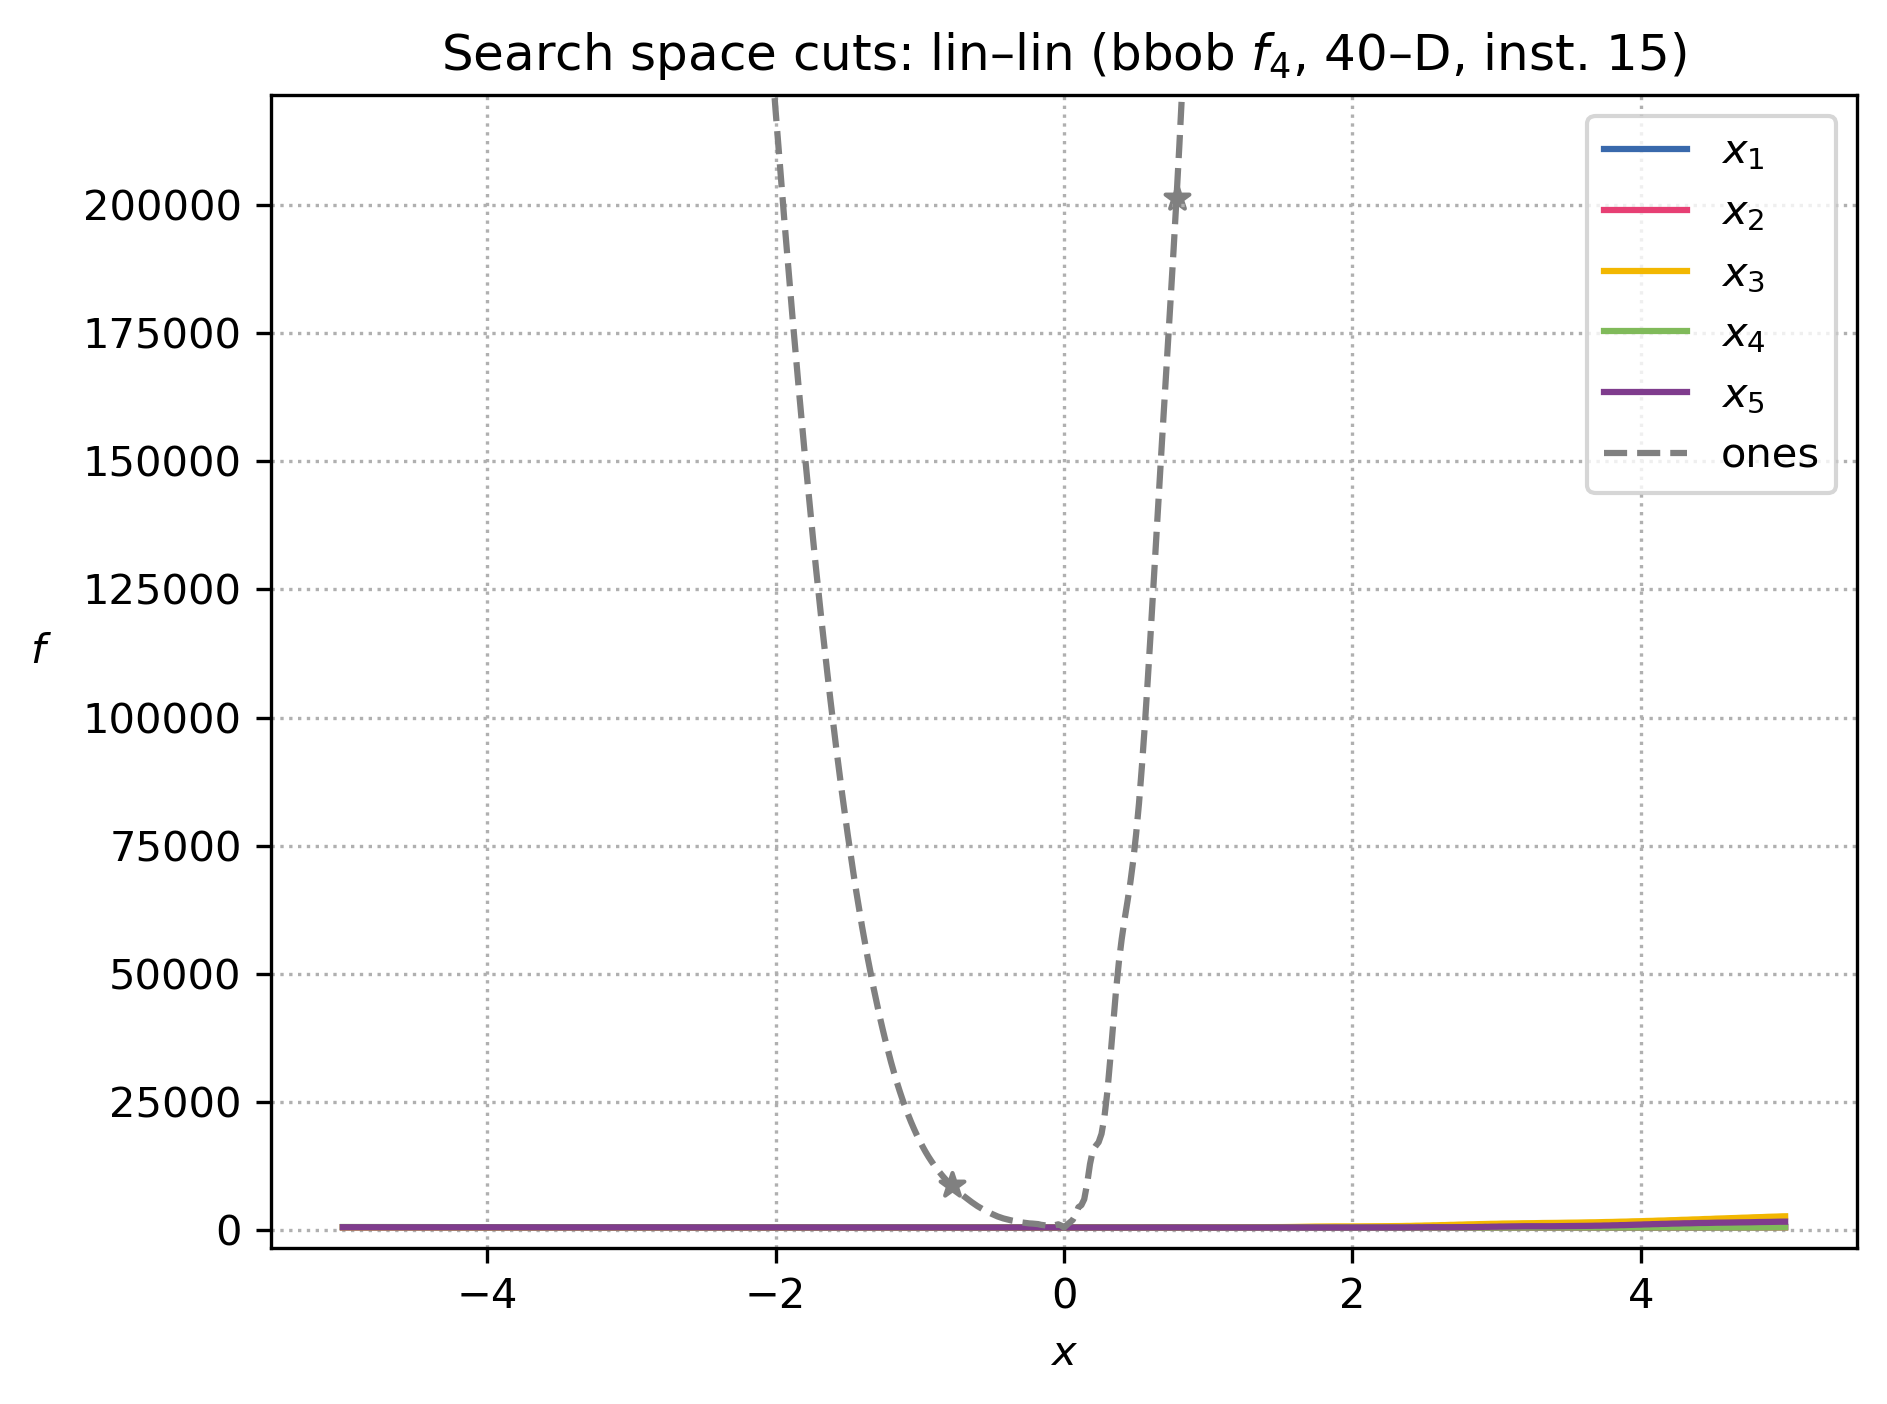 Search space cuts: lin–lin (bbob f₄, 40–D, inst. 15)
x₁
x₂
x₃
x₄
x₅
ones
200000
175000
150000
125000
100000
75000
50000
25000
0
f
−4 −2 0 2 4
x